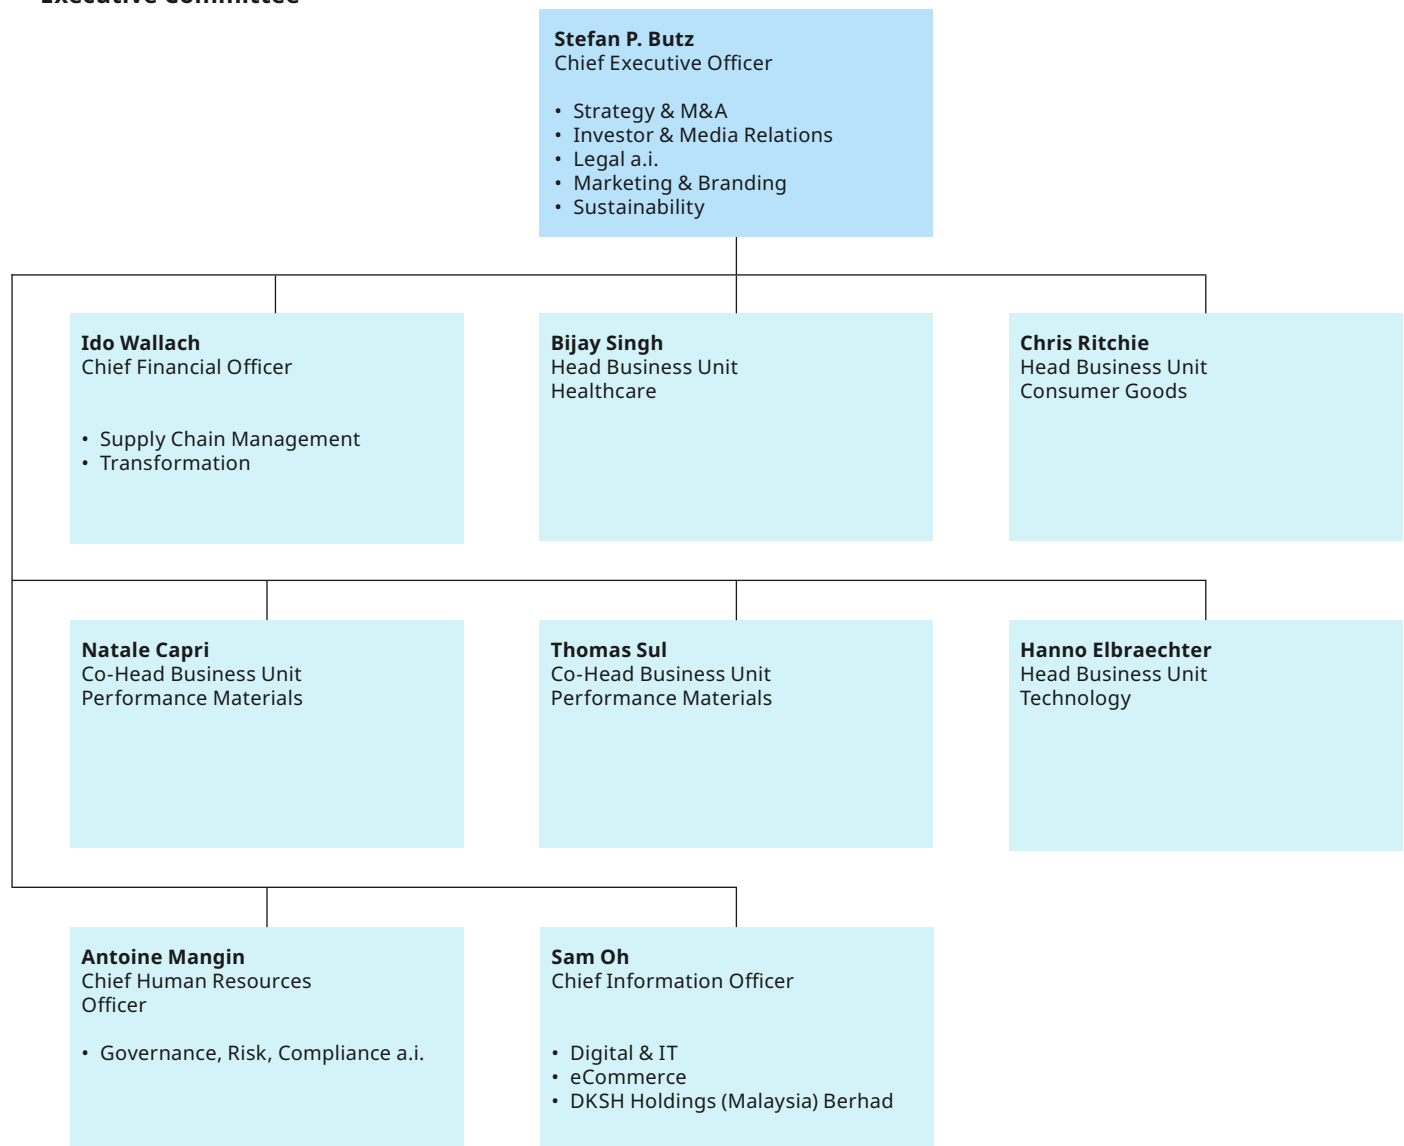 Executive Committee
Stefan P. Butz
Chief Executive Officer
• Strategy & M&A
• Investor & Media Relations
• Legal a.i.
• Marketing & Branding
• Sustainability
Ido Wallach
Chief Financial Officer
• Supply Chain Management
• Transformation
Bijay Singh
Head Business Unit
Healthcare
Chris Ritchie
Head Business Unit
Consumer Goods
Natale Capri
Co-Head Business Unit
Performance Materials
Thomas Sul
Co-Head Business Unit
Performance Materials
Hanno Elbraechter
Head Business Unit
Technology
Antoine Mangin
Chief Human Resources
Officer
• Governance, Risk, Compliance a.i.
Sam Oh
Chief Information Officer
• Digital & IT
• eCommerce
• DKSH Holdings (Malaysia) Berhad